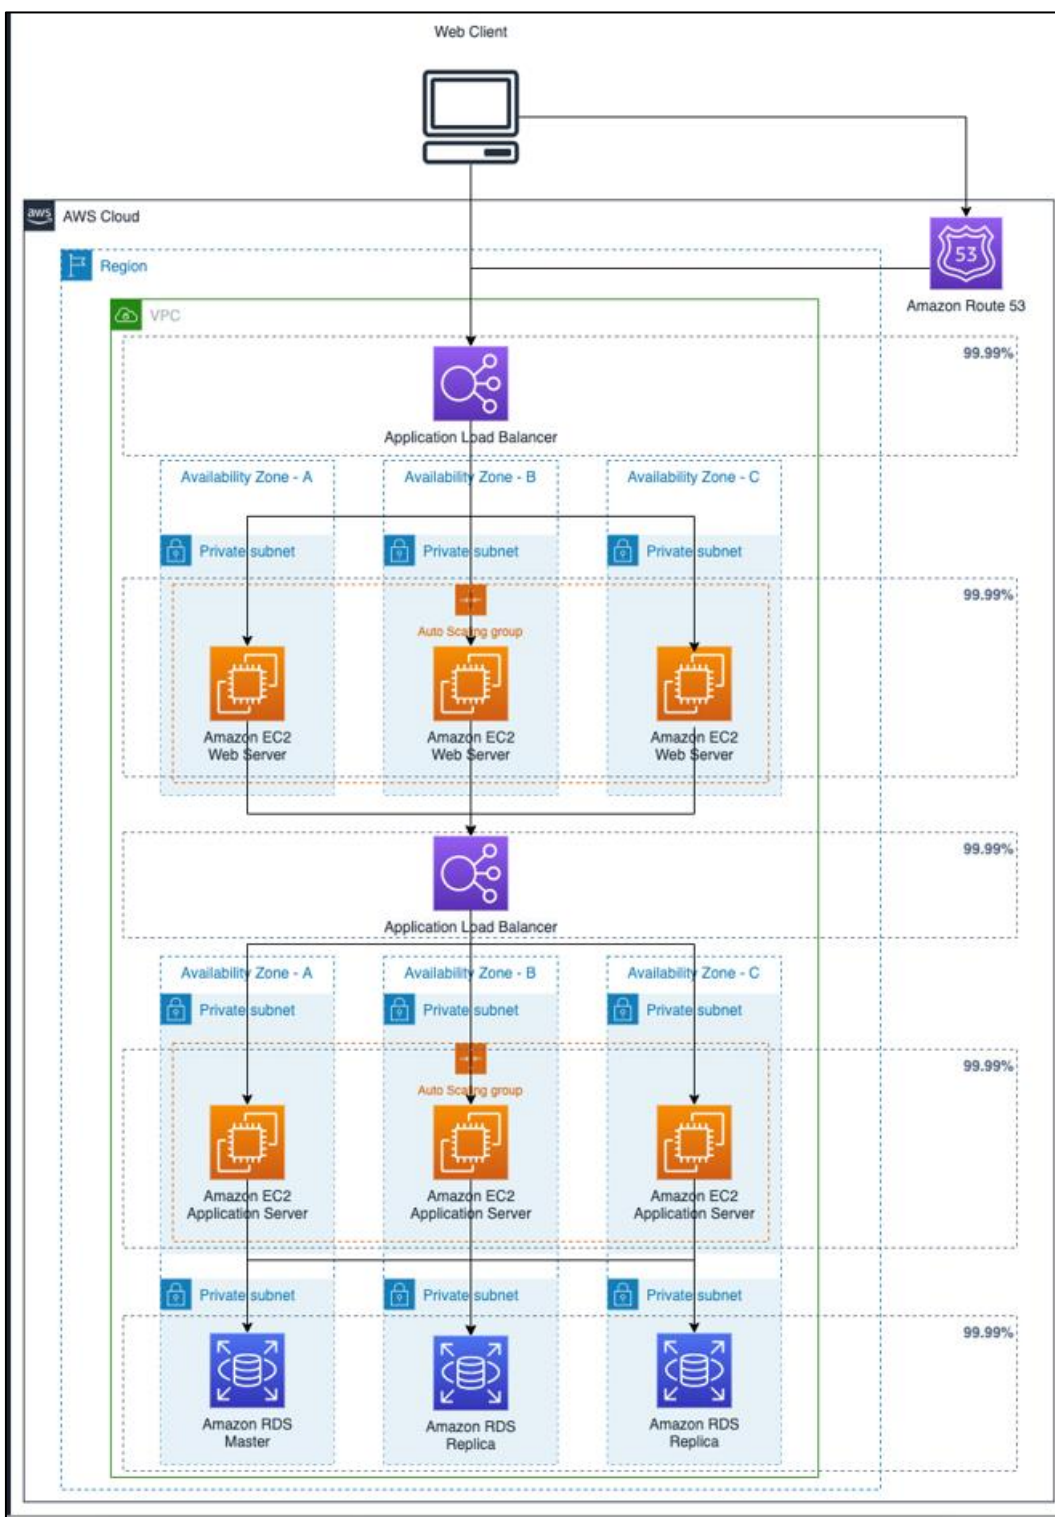 Web Client
aws
AWS Cloud
53
Region
Amazon Route 53
VPC
99.99%
Application Load Balancer
Availability Zone - A
Availability Zone - B
Availability Zone - C
Private subnet
Private subnet
Private subnet
99.99%
Auto Scaling group
Amazon EC2
Web Server
Amazon EC2
Web Server
Amazon EC2
Web Server
99.99%
Application Load Balancer
Availability Zone - A
Availability Zone - B
Availability Zone - C
Private subnet
Private subnet
Private subnet
99.99%
Auto Scaling group
Amazon EC2
Application Server
Amazon EC2
Application Server
Amazon EC2
Application Server
Private subnet
Private subnet
Private subnet
99.99%
Amazon RDS
Master
Amazon RDS
Replica
Amazon RDS
Replica